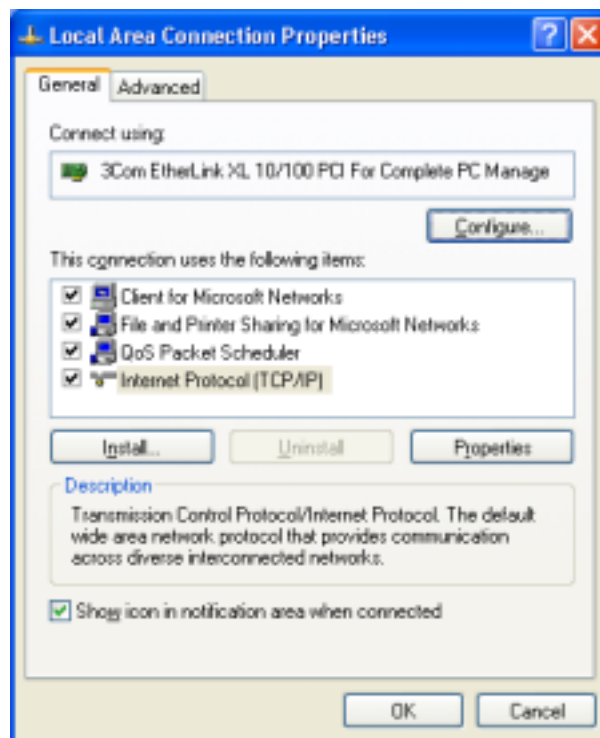 Local Area Connection Properties
General
Advanced
Connect using:
3Com EtherLink XL 10/100 PCI For Complete PC Manage
Configure...
This connection uses the following items:
Client for Microsoft Networks
File and Printer Sharing for Microsoft Networks
QoS Packet Scheduler
Internet Protocol (TCP/IP)
Install...
Uninstall
Properties
Description
Transmission Control Protocol/Internet Protocol. The default
wide area network protocol that provides communication
across diverse interconnected networks.
Show icon in notification area when connected
OK
Cancel